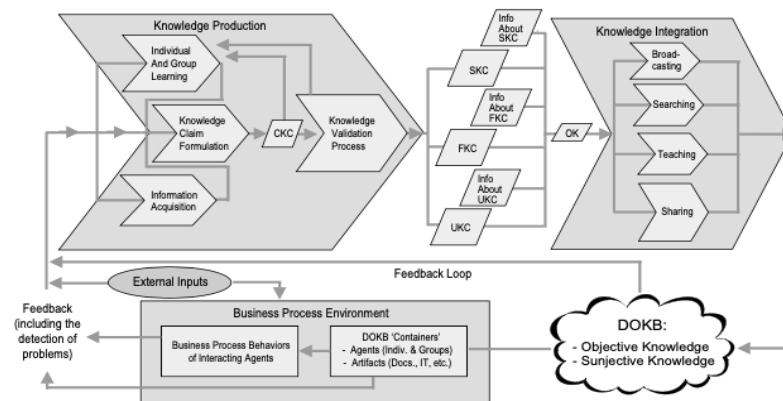 Knowledge Production
Individual
And Group
Learning
Knowledge
Claim
Formulation
Information
Acquisition
CKC
Knowledge
Validation
Process
Info
About
SKC
SKC
Info
About
FKC
FKC
Info
About
UKC
UKC
OK
Knowledge Integration
Broad-
casting
Searching
Teaching
Sharing
Feedback Loop
External Inputs
Feedback
(including the
detection of
problems)
Business Process Environment
Business Process Behaviors
of Interacting Agents
DOKB 'Containers'
- Agents (Indiv. & Groups)
- Artifacts (Docs., IT, etc.)
DOKB:
- Objective Knowledge
- Sunjective Knowledge